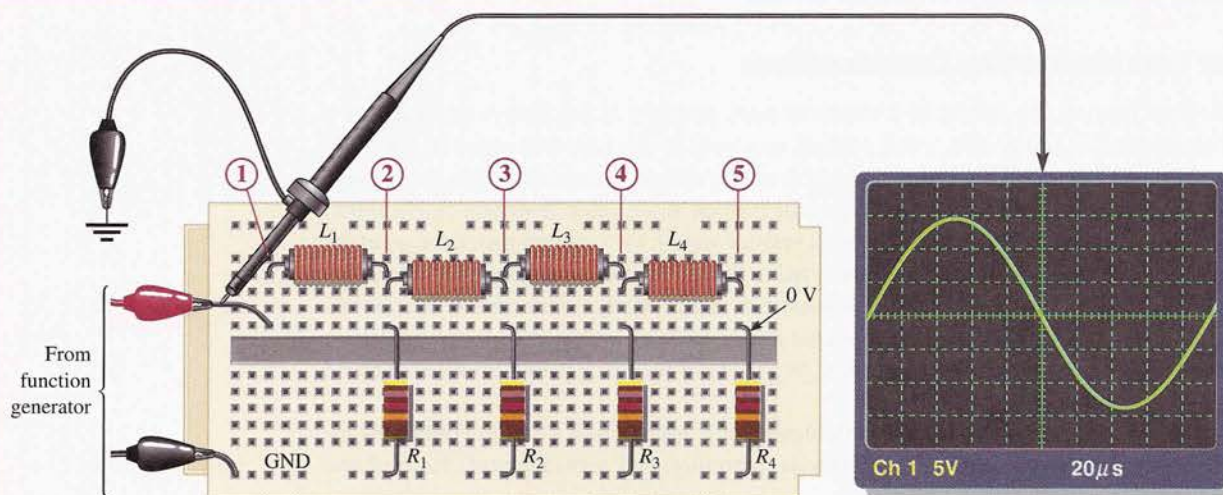 1 2 3 4 5
L1 L2 L3 L4
0 V
From
function
generator
GND
R1 R2 R3 R4
Ch 1 5V 20μs